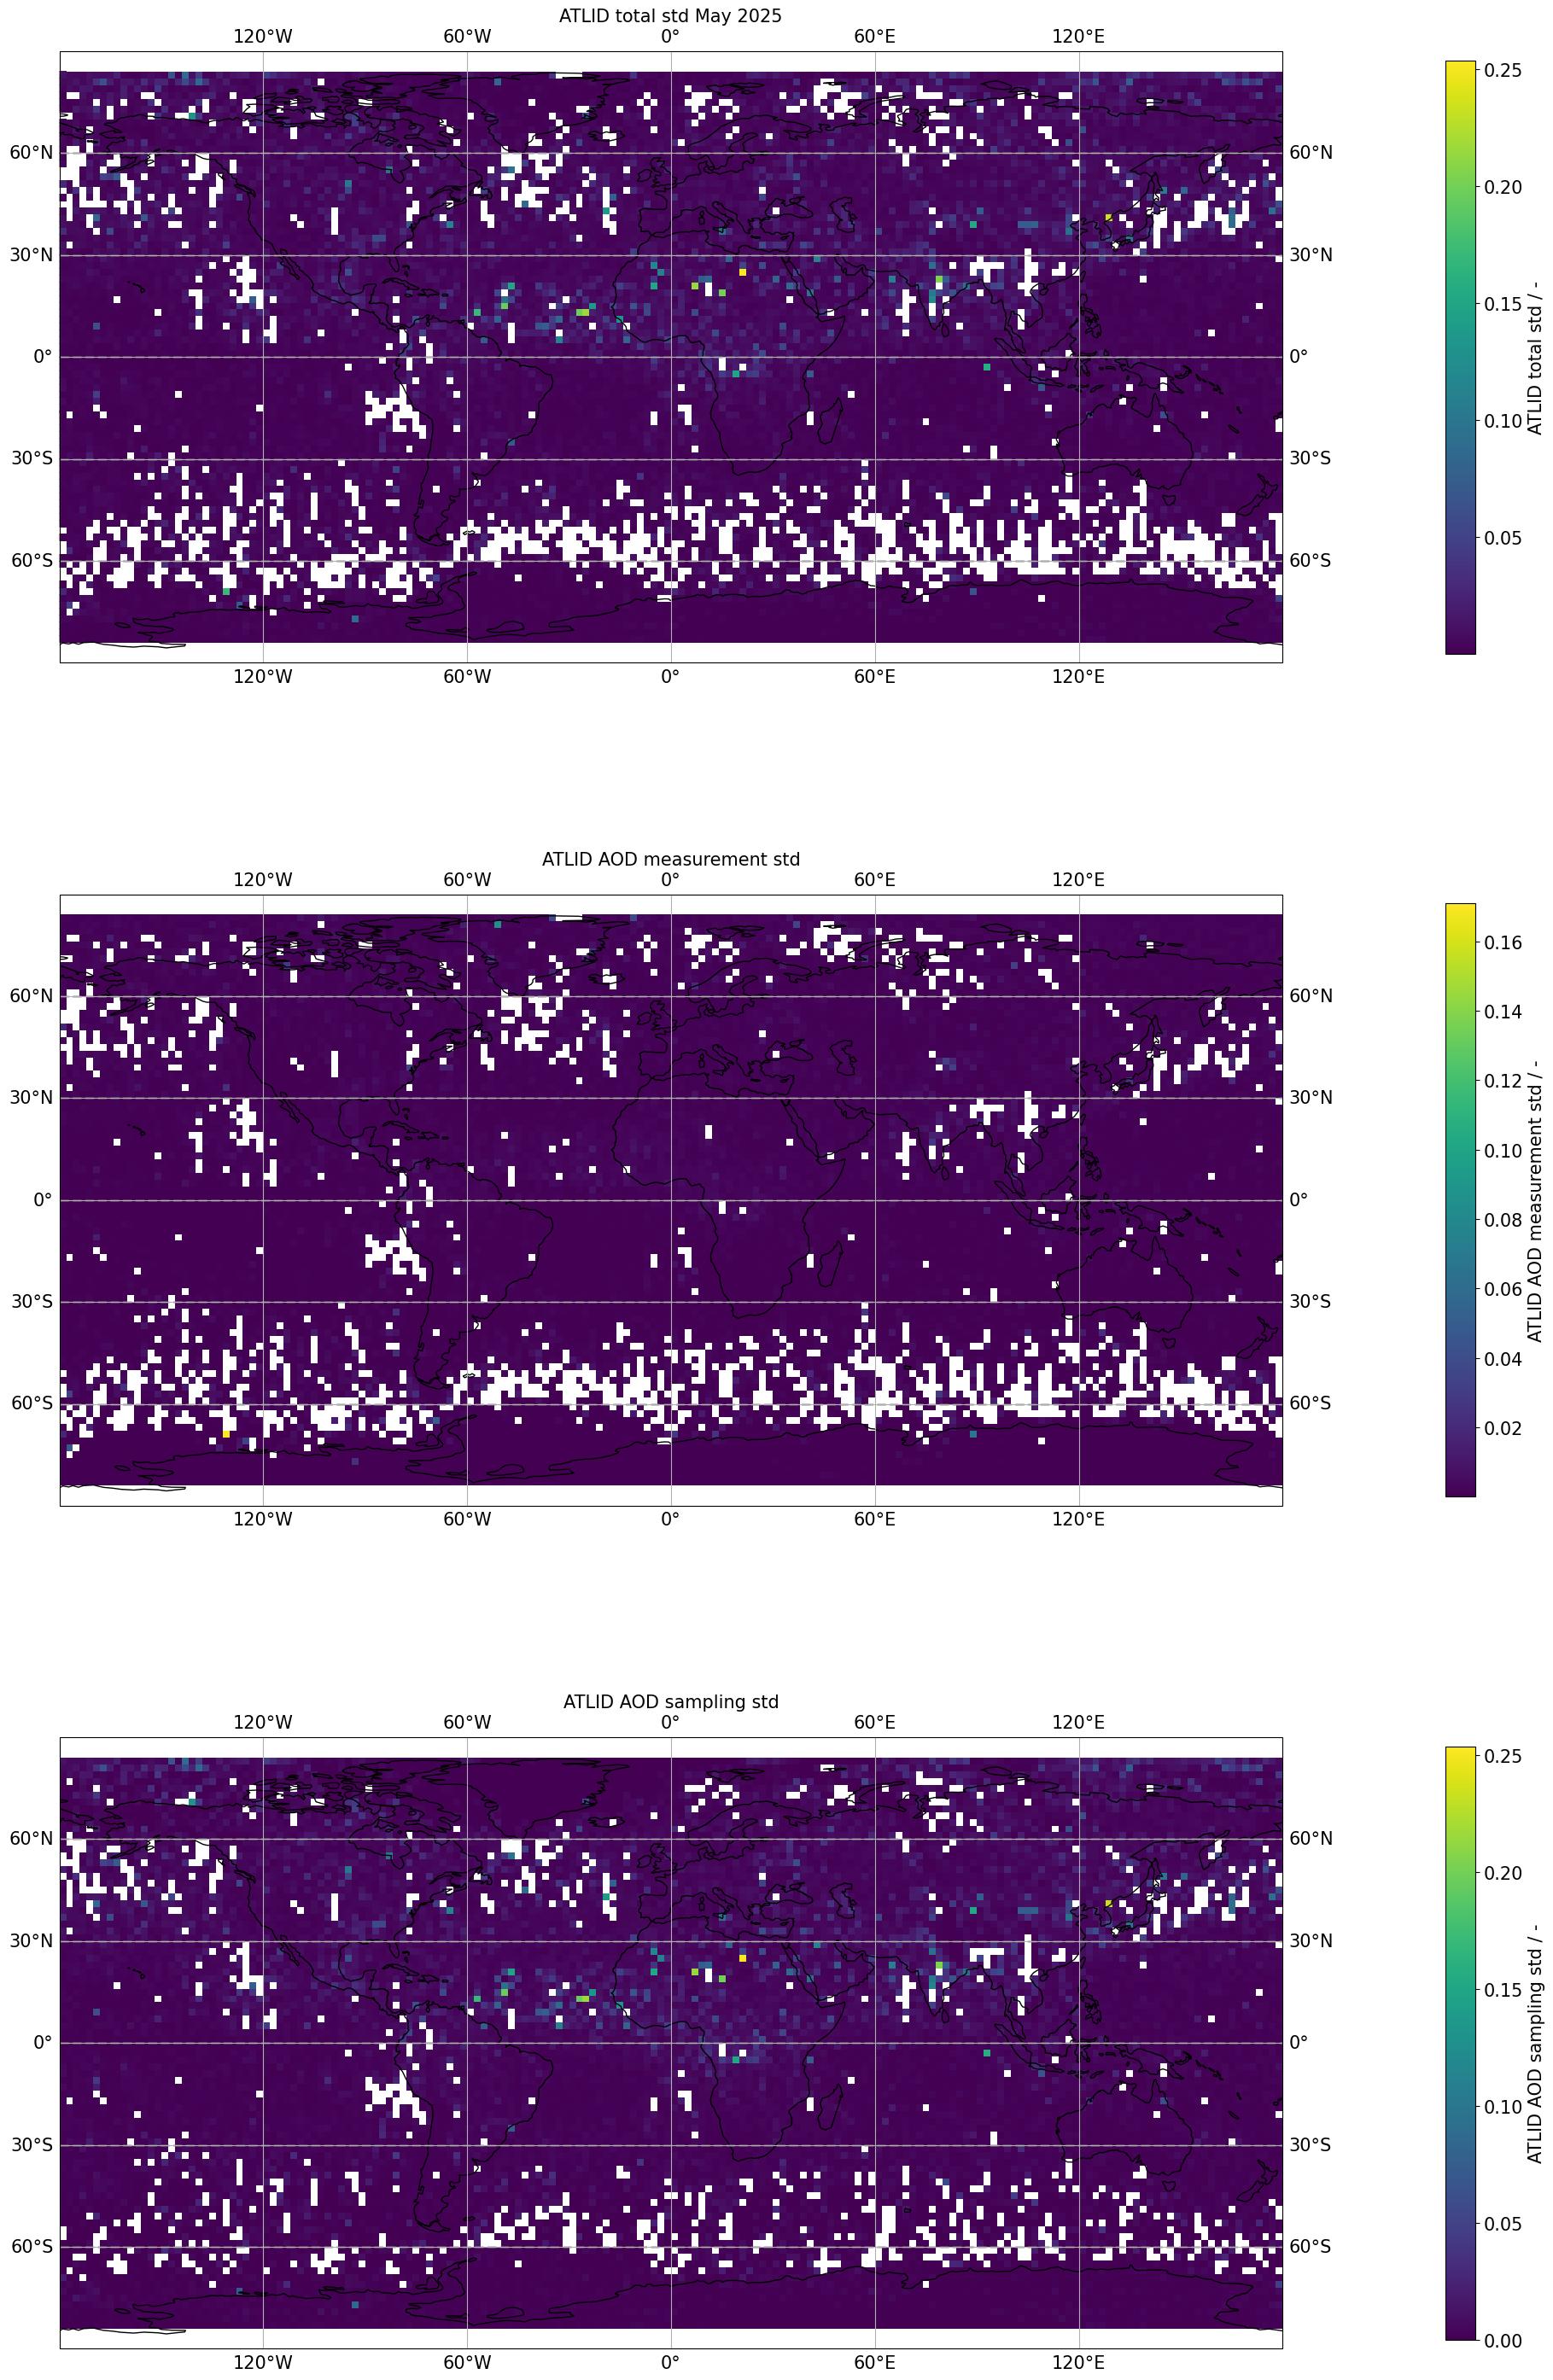 ATLID total std May 2025
120°W 60°W 0° 60°E 120°E
60°N 60°N
30°N 30°N
0° 0°
30°S 30°S
60°S 60°S
120°W 60°W 0° 60°E 120°E
0.25
0.20
0.15
0.10
0.05
ATLID total std / -
ATLID AOD measurement std
120°W 60°W 0° 60°E 120°E
60°N 60°N
30°N 30°N
0° 0°
30°S 30°S
60°S 60°S
120°W 60°W 0° 60°E 120°E
0.16
0.14
0.12
0.10
0.08
0.06
0.04
0.02
ATLID AOD measurement std / -
ATLID AOD sampling std
120°W 60°W 0° 60°E 120°E
60°N 60°N
30°N 30°N
0° 0°
30°S 30°S
60°S 60°S
120°W 60°W 0° 60°E 120°E
0.25
0.20
0.15
0.10
0.05
0.00
ATLID AOD sampling std / -